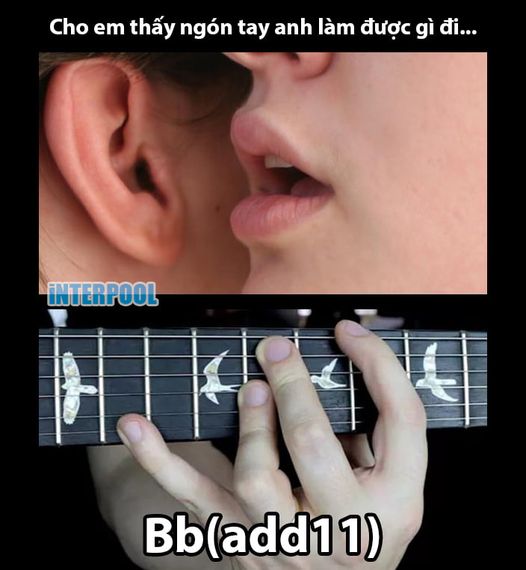 Cho em thấy ngón tay anh làm được gì đi...
iNTERPOOL
Bb(add11)